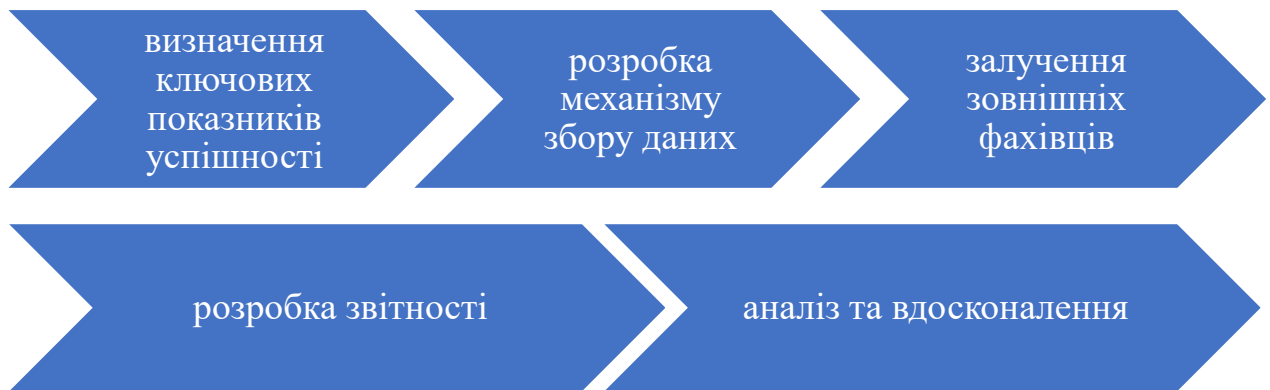 визначення
ключових
показників
успішності
розробка
механізму
збору даних
залучення
зовнішніх
фахівців
розробка звітності
аналіз та вдосконалення